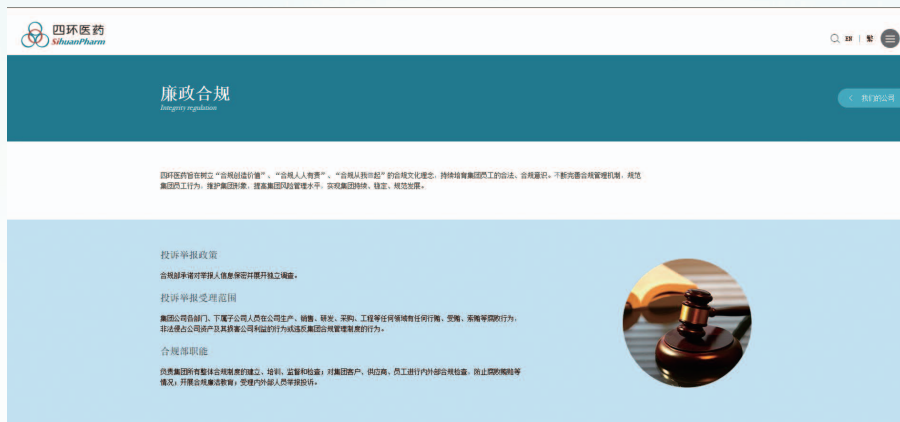 四环医药
SihuanPharm
EN | 繁
廉政合规
Integrity regulation
< 我们的公司
四环医药旨在树立“合规创造价值”、“合规人人有责”、“合规从我做起”的合规文化理念，持续培育集团员工的合法、合规意识。不断完善合规管理机制，规范
集团员工行为，维护集团形象，提高集团风险管理水平，实现集团持续、稳定、规范发展。
投诉举报政策
合规部承诺对举报人信息保密并展开独立调查。
投诉举报受理范围
集团公司各部门、下属子公司人员在公司生产、销售、研发、采购、工程等任何领域有任何行贿、受贿、索贿等腐败行为，
非法侵占公司资产及其损害公司利益的行为或违反集团合规管理制度的行为。
合规部职能
负责集团所有整体合规制度的建立、培训、监督和检查；对集团客户、供应商、员工进行内外部合规检查，防止腐败贿赂等
情况；开展合规廉洁教育；受理内外部人员举报投诉。